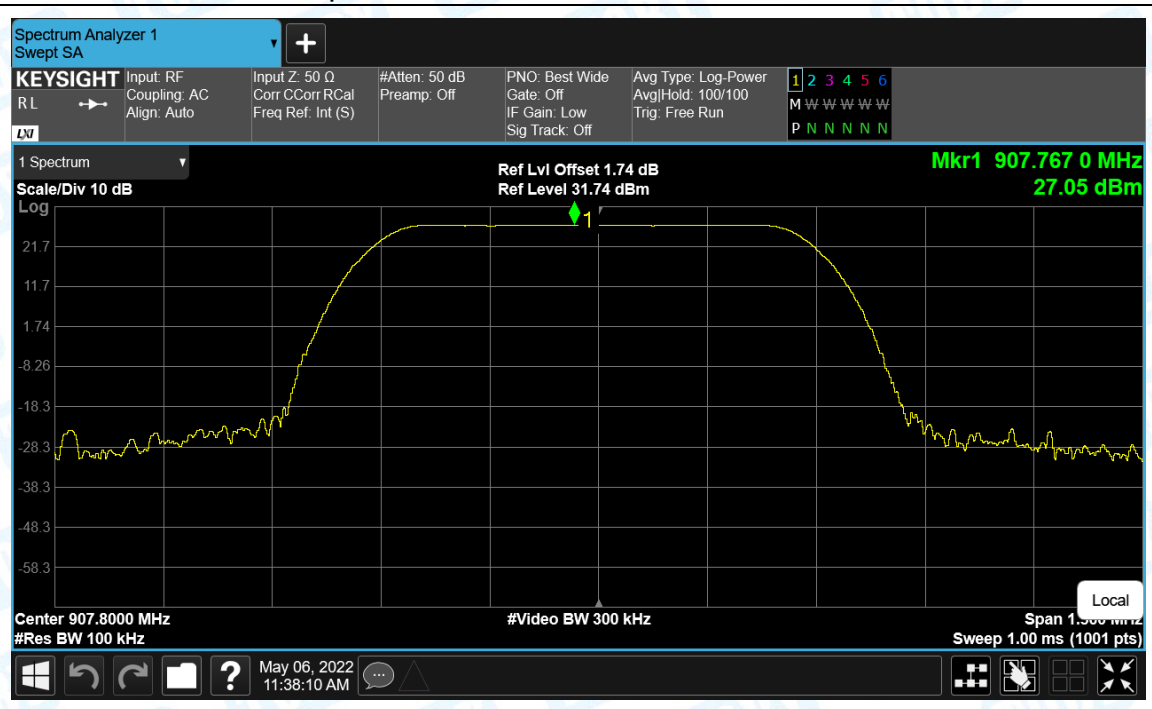 Spectrum Analyzer 1
Swept SA
+
KEYSIGHT
R L
LXI
Input: RF
Coupling: AC
Align: Auto
Input Z: 50 Ω
Corr CCorr RCal
Freq Ref: Int (S)
#Atten: 50 dB
Preamp: Off
PNO: Best Wide
Gate: Off
IF Gain: Low
Sig Track: Off
Avg Type: Log-Power
Avg|Hold: 100/100
Trig: Free Run
1 2 3 4 5 6
M W W W W W
P N N N N N
1 Spectrum
Scale/Div 10 dB
Log
Ref Lvl Offset 1.74 dB
Ref Level 31.74 dBm
Mkr1 907.767 0 MHz
27.05 dBm
1
21.7
11.7
1.74
-8.26
-18.3
-28.3
-38.3
-48.3
-58.3
Local
Center 907.8000 MHz
#Video BW 300 kHz
Span
#Res BW 100 kHz
Sweep 1.00 ms (1001 pts)
?
May 06, 2022
11:38:10 AM